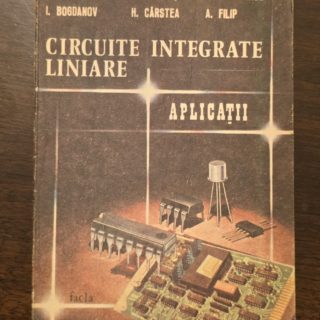 I. BOGDANOV H. CÂRSTEA A. FILIP
CIRCUITE INTEGRATE
LINIARE
APLICAȚII
facla